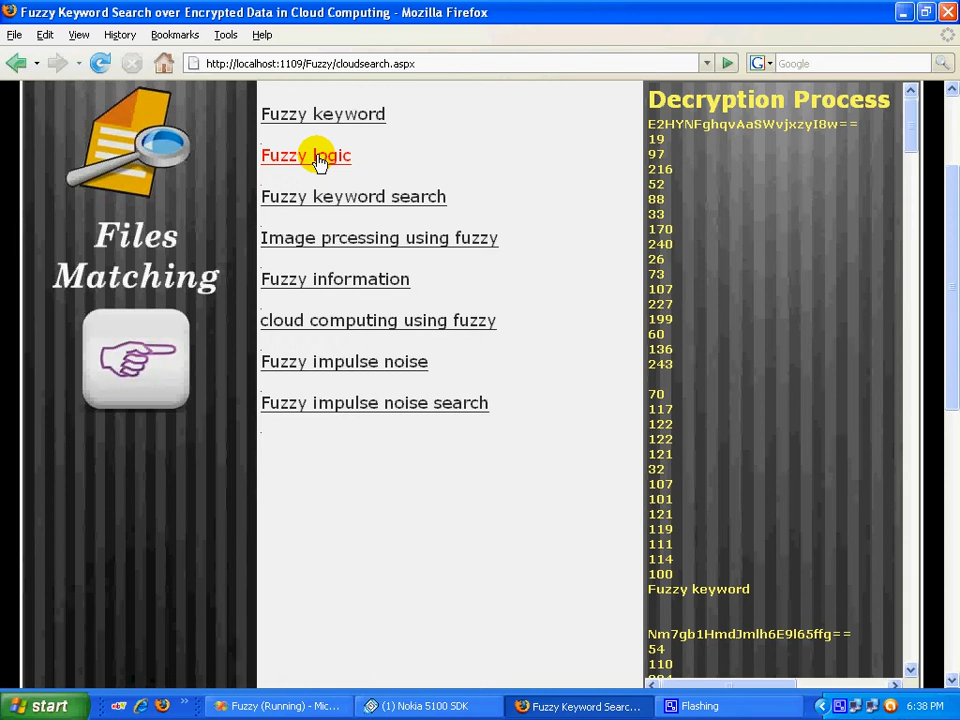 Fuzzy Keyword Search over Encrypted Data in Cloud Computing - Mozilla Firefox
File Edit View History Bookmarks Tools Help
http://localhost:1109/Fuzzy/cloudsearch.aspx
Google
Files
Matching
Fuzzy keyword
Fuzzy logic
Fuzzy keyword search
Image prcessing using fuzzy
Fuzzy information
cloud computing using fuzzy
Fuzzy impulse noise
Fuzzy impulse noise search
Decryption Process
E2HYNFghqvAaSWvjxzyI8w==
19
97
216
52
88
33
170
240
26
73
107
227
199
60
136
243
70
117
122
122
121
32
107
101
121
119
111
114
100
Fuzzy keyword
Nm7gb1HmdJmlh6E9l65ffg==
54
110
start
Fuzzy (Running) - Mic...
(1) Nokia 5100 SDK
Fuzzy Keyword Searc...
Flashing
6:38 PM